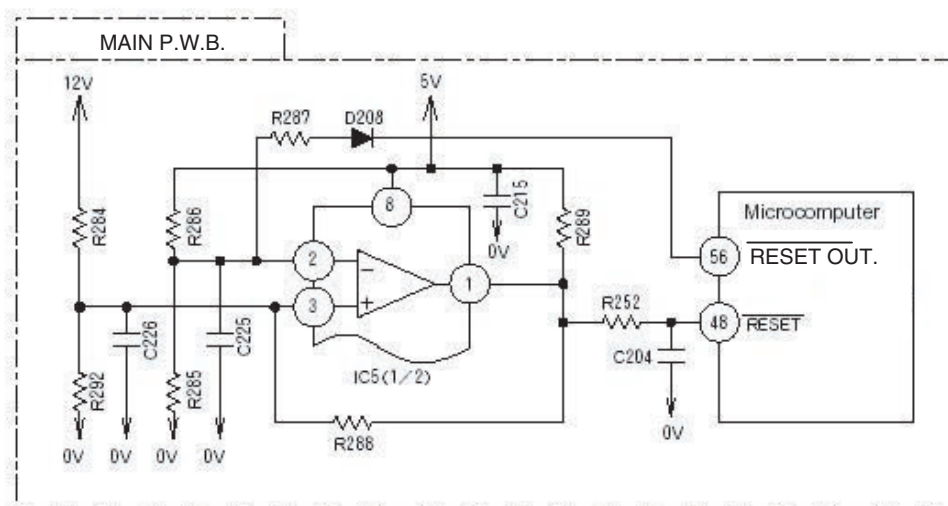 MAIN P.W.B.
12V
5V
R287
D208
R284
R286
8
C215
0V
R289
Microcomputer
2
-
56
RESET OUT.
1
3
+
R252
48
RESET
C226
C225
C204
R292
R285
IC5(1/2)
R288
0V
0V
0V
0V
0V